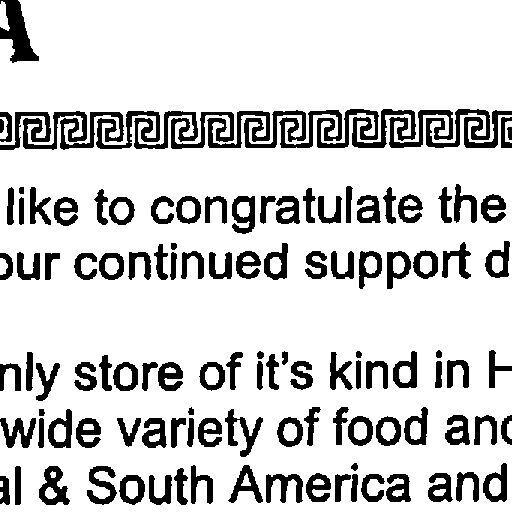 A
like to congratulate the
our continued support d
nly store of it's kind in H
wide variety of food and
al & South America and